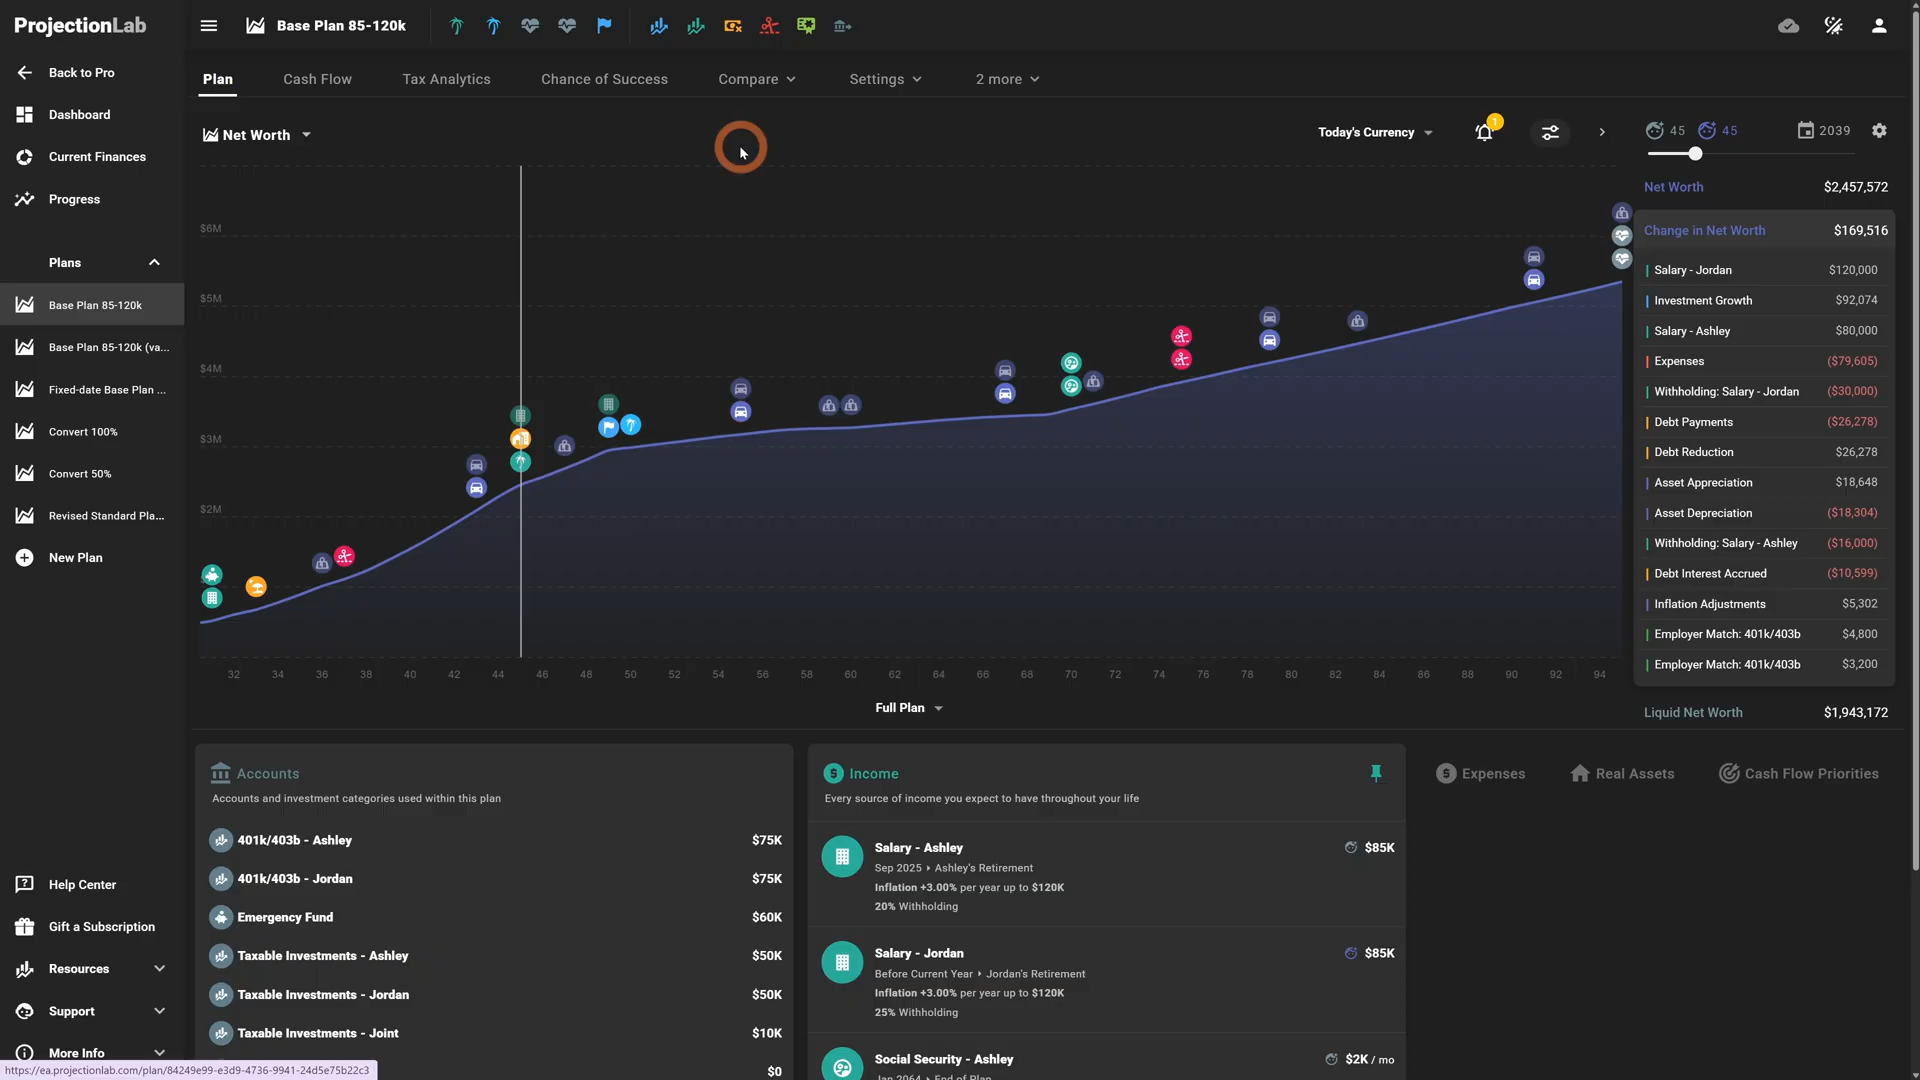 ProjectionLab
Base Plan 85-120k
Back to Pro
Dashboard
Current Finances
Progress
Plans
Base Plan 85-120k
Base Plan 85-120k (va...
Fixed-date Base Plan ...
Convert 100%
Convert 50%
Revised Standard Pla...
New Plan
Help Center
Gift a Subscription
Resources
Support
More Info
https://ea.projectionlab.com/plan/84249e99-e3d9-4736-9941-24d5e75b22c3
Plan
Cash Flow
Tax Analytics
Chance of Success
Compare
Settings
2 more
Net Worth
Today's Currency
1
45
45
2039
$6M
$5M
$4M
$3M
$2M
32 34 36 38 40 42 44 46 48 50 52 54 56 58 60 62 64 66 68 70 72 74 76 78 80 82 84 86 88 90 92 94
Full Plan
Net Worth $2,457,572
Change in Net Worth $169,516
Salary - Jordan $120,000
Investment Growth $92,074
Salary - Ashley $80,000
Expenses ($79,605)
Withholding: Salary - Jordan ($30,000)
Debt Payments ($26,278)
Debt Reduction $26,278
Asset Appreciation $18,648
Asset Depreciation ($18,304)
Withholding: Salary - Ashley ($16,000)
Debt Interest Accrued ($10,599)
Inflation Adjustments $5,302
Employer Match: 401k/403b $4,800
Employer Match: 401k/403b $3,200
Liquid Net Worth $1,943,172
Accounts
Accounts and investment categories used within this plan
401k/403b - Ashley $75K
401k/403b - Jordan $75K
Emergency Fund $60K
Taxable Investments - Ashley $50K
Taxable Investments - Jordan $50K
Taxable Investments - Joint $10K
$0
Income
Every source of income you expect to have throughout your life
Salary - Ashley $85K
Sep 2025 ‣ Ashley's Retirement
Inflation +3.00% per year up to $120K
20% Withholding
Salary - Jordan $85K
Before Current Year ‣ Jordan's Retirement
Inflation +3.00% per year up to $120K
25% Withholding
Social Security - Ashley $2K / mo
Jan 2064 ‣ End of Plan
Expenses
Real Assets
Cash Flow Priorities